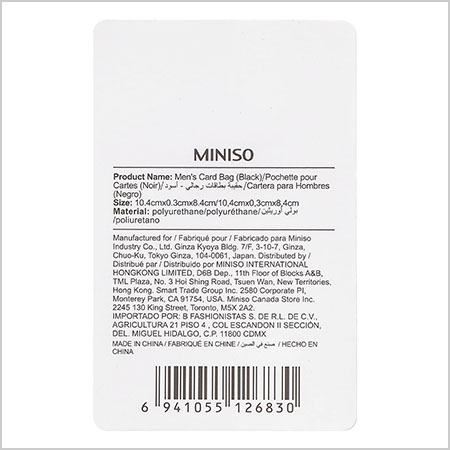 MINISO
Product Name: Men's Card Bag (Black)/Pochette pour
Cartes (Noir)/حقيبة بطاقات رجالي - أسود/Cartera para Hombres
(Negro)
Size: 10.4cmx0.3cmx8.4cm/10,4cmx0,3cmx8,4cm
Material: polyurethane/polyuréthane/بولي أوريثين
/poliuretano
Manufactured for / Fabriqué pour / Fabricado para Miniso
Industry Co., Ltd. Ginza Kyoya Bldg. 7/F, 3-10-7, Ginza,
Chuo-Ku, Tokyo Ginza, 104-0061, Japan. Distributed by /
Distribué par / Distribuido por MINISO INTERNATIONAL
HONGKONG LIMITED, D6B Dep., 11th Floor of Blocks A&B,
TML Plaza, No. 3 Hoi Shing Road, Tsuen Wan, New Territories,
Hong Kong. Smart Trade Group Inc. 2580 Corporate Pl,
Monterey Park, CA 91754, USA. Miniso Canada Store Inc.
2245 130 King Street, Toronto, M5X 2A2.
IMPORTADO POR: B FASHIONISTAS S. DE R.L. DE C.V.,
AGRICULTURA 21 PISO 4 , COL ESCANDON II SECCIÓN,
DEL. MIGUEL HIDALGO, C.P. 11800 CDMX
MADE IN CHINA / FABRIQUÉ EN CHINE / صنع في الصين / HECHO EN
CHINA
6 941055 126830